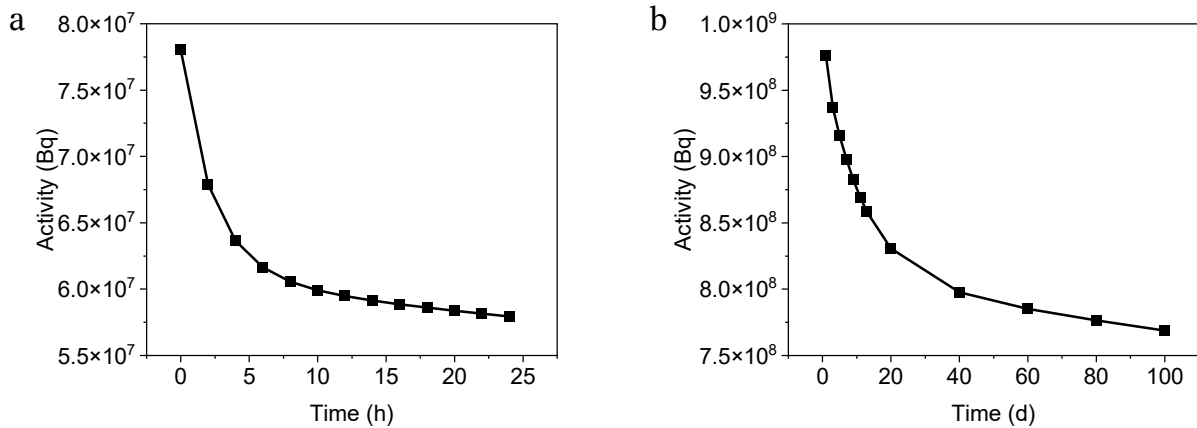 a
8.0×10⁷
7.5×10⁷
7.0×10⁷
6.5×10⁷
6.0×10⁷
5.5×10⁷
Activity (Bq)
0 5 10 15 20 25
Time (h)
b
1.0×10⁹
9.5×10⁸
9.0×10⁸
8.5×10⁸
8.0×10⁸
7.5×10⁸
Activity (Bq)
0 20 40 60 80 100
Time (d)